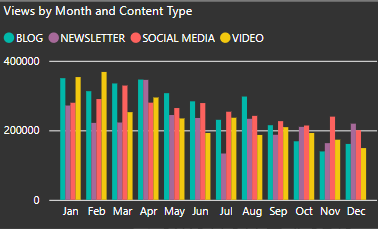 Views by Month and Content Type
BLOG NEWSLETTER SOCIAL MEDIA VIDEO
400000
200000
0
Jan Feb Mar Apr May Jun Jul Aug Sep Oct Nov Dec